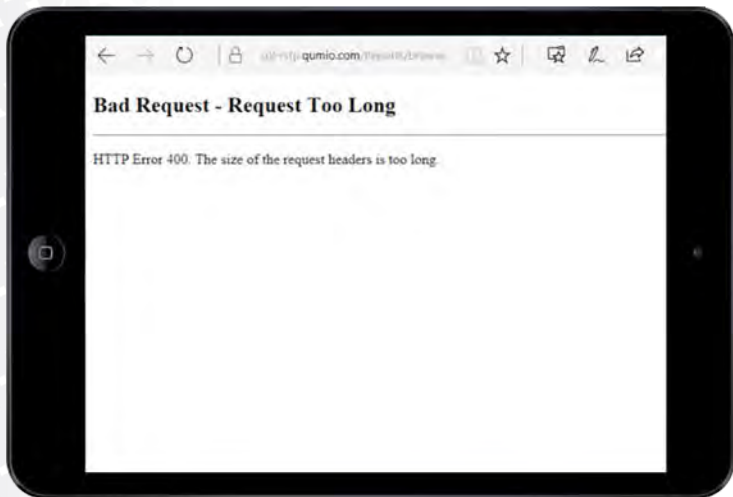 qumio.com
Bad Request - Request Too Long
HTTP Error 400. The size of the request headers is too long.